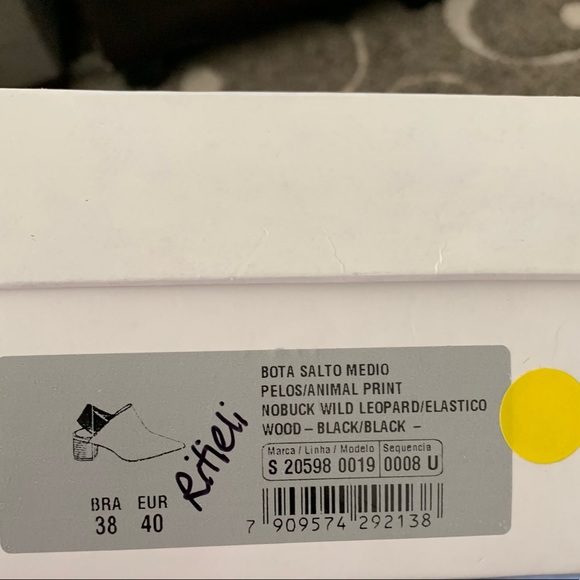 BOTA SALTO MEDIO
PELOS/ANIMAL PRINT
NOBUCK WILD LEOPARD/ELASTICO
WOOD - BLACK/BLACK -
Marca / Linha / Modelo Sequencia
S 20598 0019 0008 U
Ritieli
BRA EUR
38 40
7 909574 292138